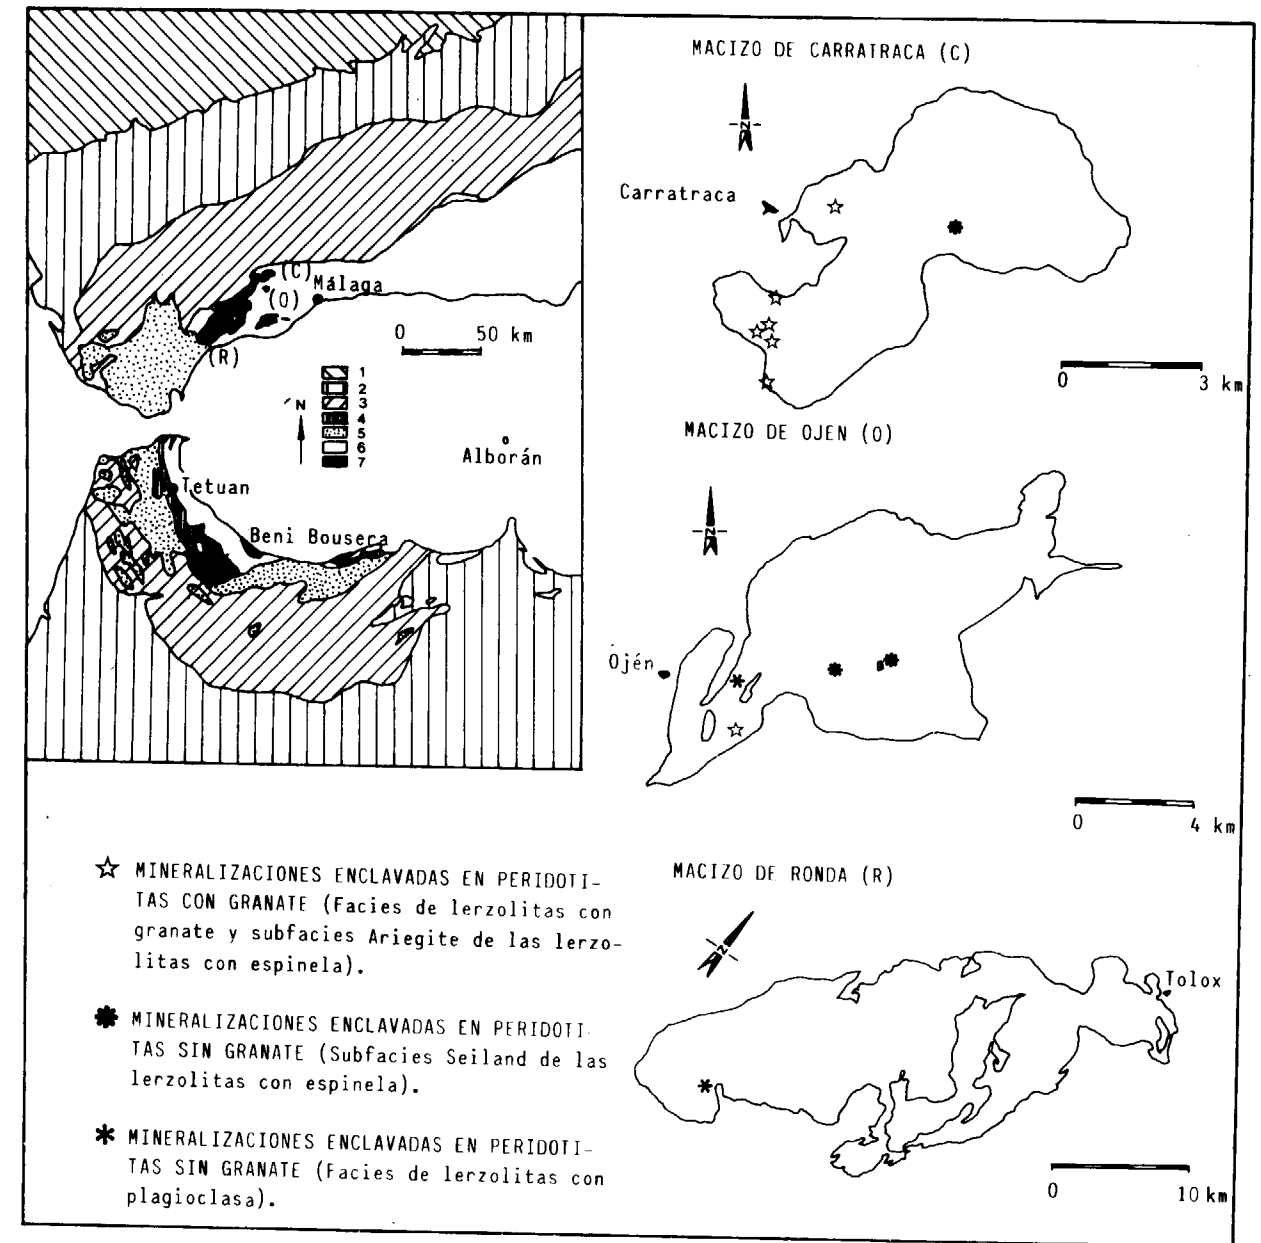 (C)
Málaga
(O)
(R)
0 50 km
1
2
3
4
5
6
7
N
Alborán
Tetuan
Beni Bousera
MACIZO DE CARRATRACA (C)
N
Carratraca
0 3 km
MACIZO DE OJEN (O)
N
Ojén
0 4 km
MACIZO DE RONDA (R)
N
Tolox
0 10 km
MINERALIZACIONES ENCLAVADAS EN PERIDOTI-
TAS CON GRANATE (Facies de lerzolitas con
granate y subfacies Ariegite de las lerzo-
litas con espinela).
MINERALIZACIONES ENCLAVADAS EN PERIDOTI-
TAS SIN GRANATE (Subfacies Seiland de las
lerzolitas con espinela).
MINERALIZACIONES ENCLAVADAS EN PERIDOTI-
TAS SIN GRANATE (Facies de lerzolitas con
plagioclasa).